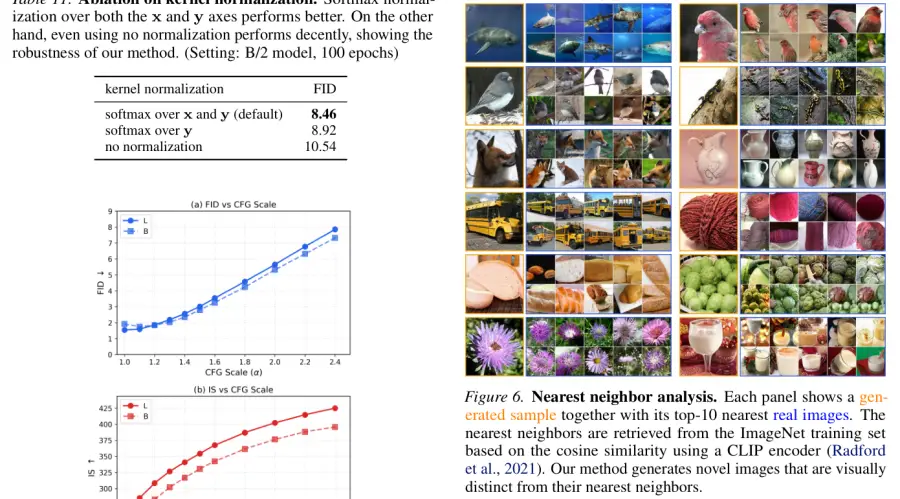 Table 11. Ablation on kernel normalization. Softmax normal-
ization over both the x and y axes performs better. On the other
hand, even using no normalization performs decently, showing the
robustness of our method. (Setting: B/2 model, 100 epochs)
kernel normalization FID
softmax over x and y (default) 8.46
softmax over y 8.92
no normalization 10.54
(a) FID vs CFG Scale
L
B
9
8
7
6
5
4
3
2
1
0
FID ↓
1.0 1.2 1.4 1.6 1.8 2.0 2.2 2.4
CFG Scale (α)
(b) IS vs CFG Scale
L
B
425
400
375
350
325
300
IS ↑
Figure 6. Nearest neighbor analysis. Each panel shows a gen-
erated sample together with its top-10 nearest real images. The
nearest neighbors are retrieved from the ImageNet training set
based on the cosine similarity using a CLIP encoder (Radford
et al., 2021). Our method generates novel images that are visually
distinct from their nearest neighbors.